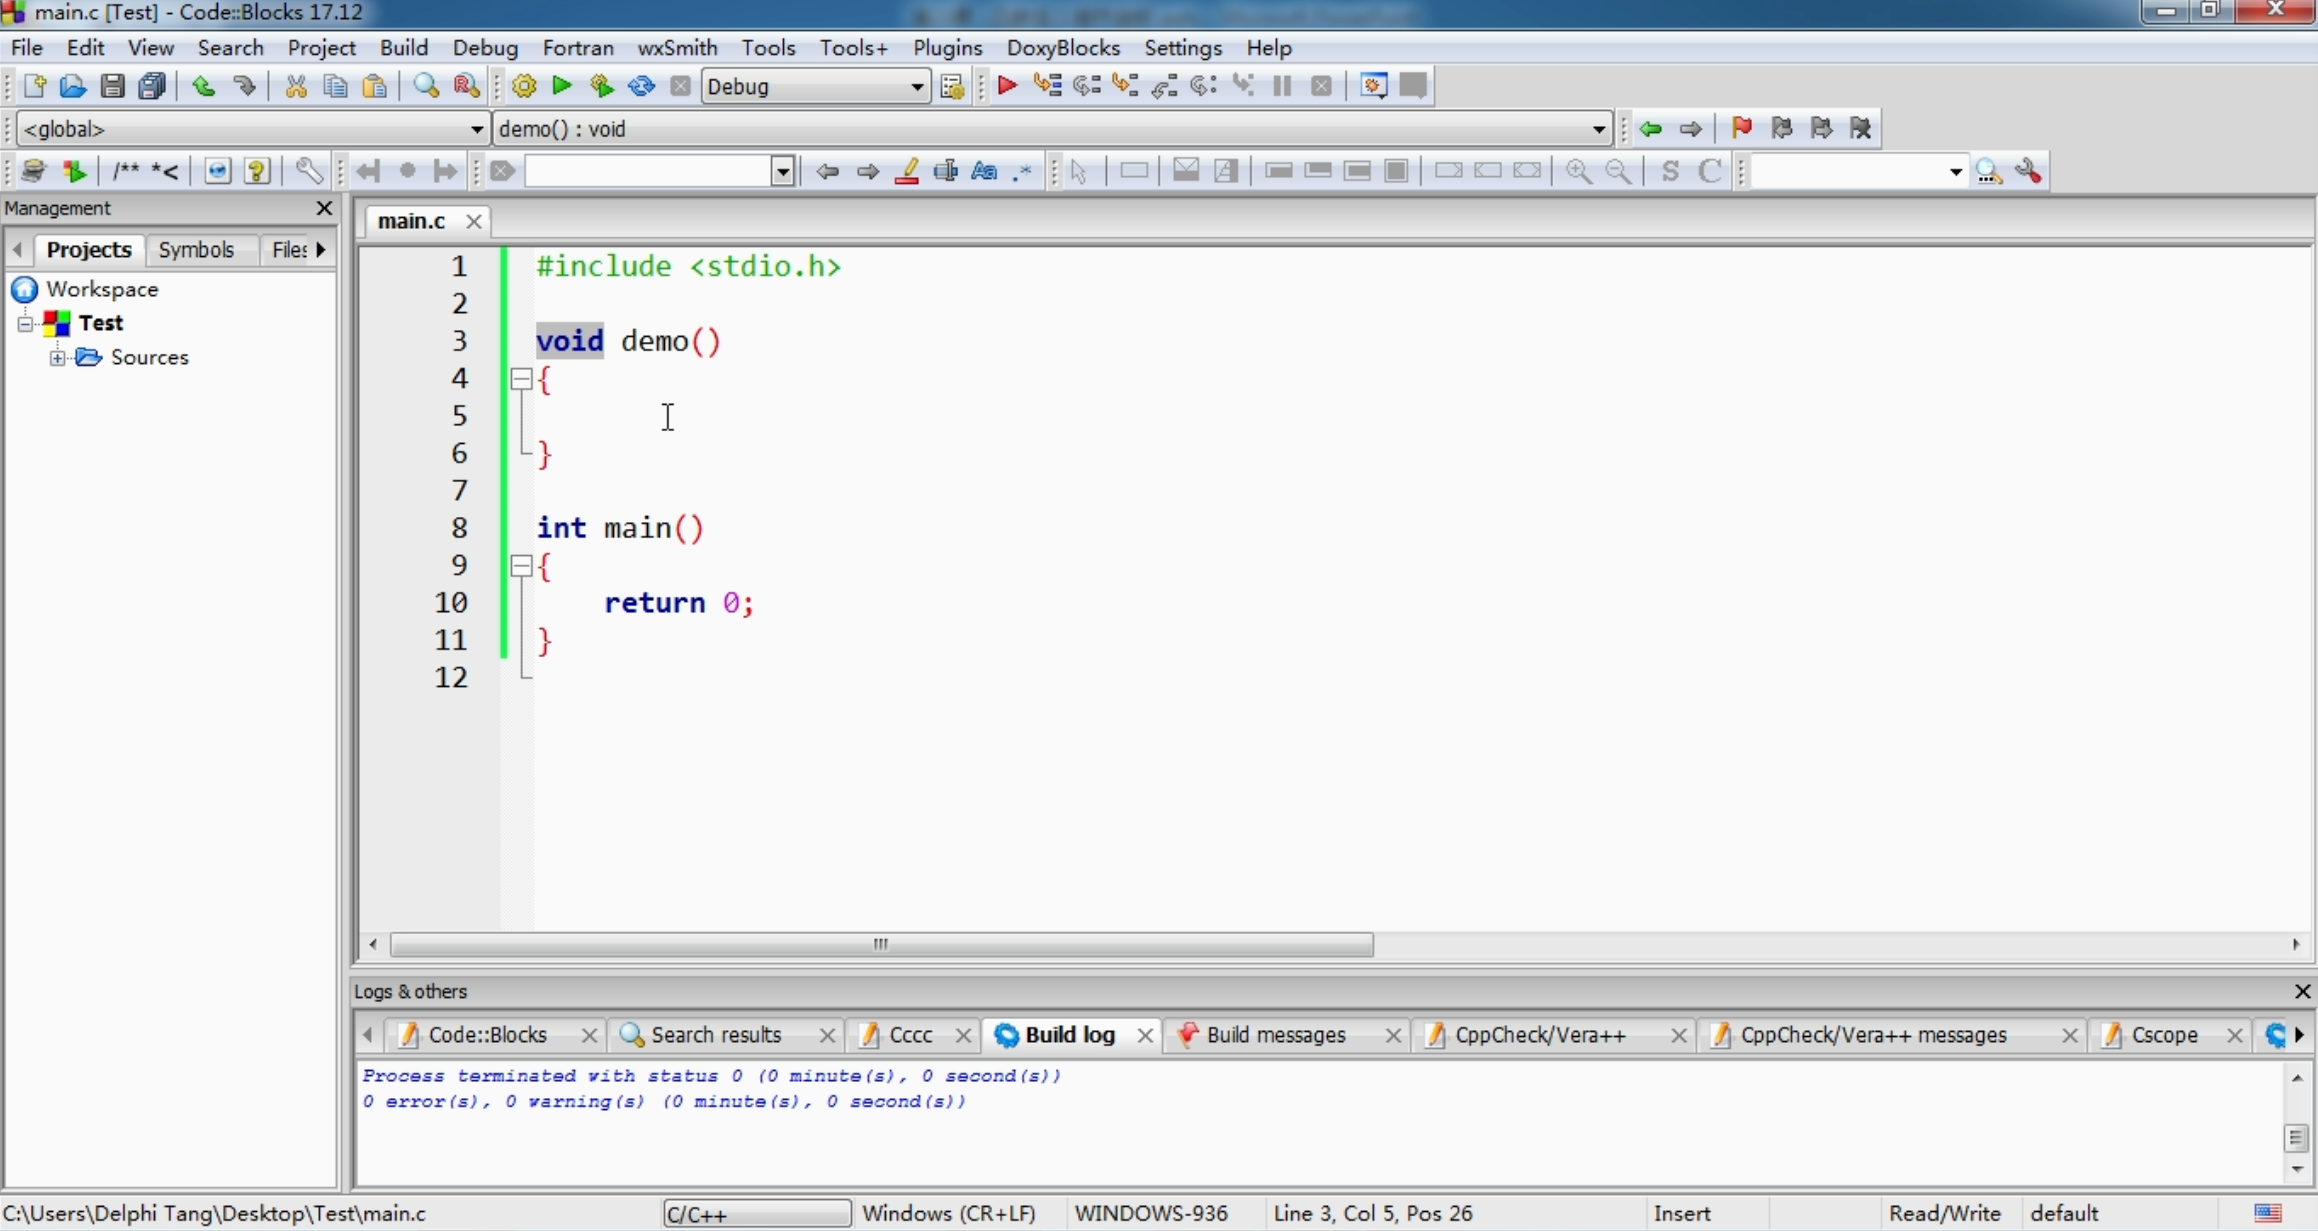 main.c [Test] - Code::Blocks 17.12
File Edit View Search Project Build Debug Fortran wxSmith Tools Tools+ Plugins DoxyBlocks Settings Help
Debug
<global> demo() : void
/** *< Aa .* S C
Management
main.c
Projects Symbols Files
Workspace
Test
Sources
1 #include <stdio.h>
2
3 void demo()
4 {
5
6 }
7
8 int main()
9 {
10 return 0;
11 }
12
Logs & others
Code::Blocks Search results Cccc Build log Build messages CppCheck/Vera++ CppCheck/Vera++ messages Cscope
Process terminated with status 0 (0 minute(s), 0 second(s))
0 error(s), 0 warning(s) (0 minute(s), 0 second(s))
C:\Users\Delphi Tang\Desktop\Test\main.c C/C++ Windows (CR+LF) WINDOWS-936 Line 3, Col 5, Pos 26 Insert Read/Write default